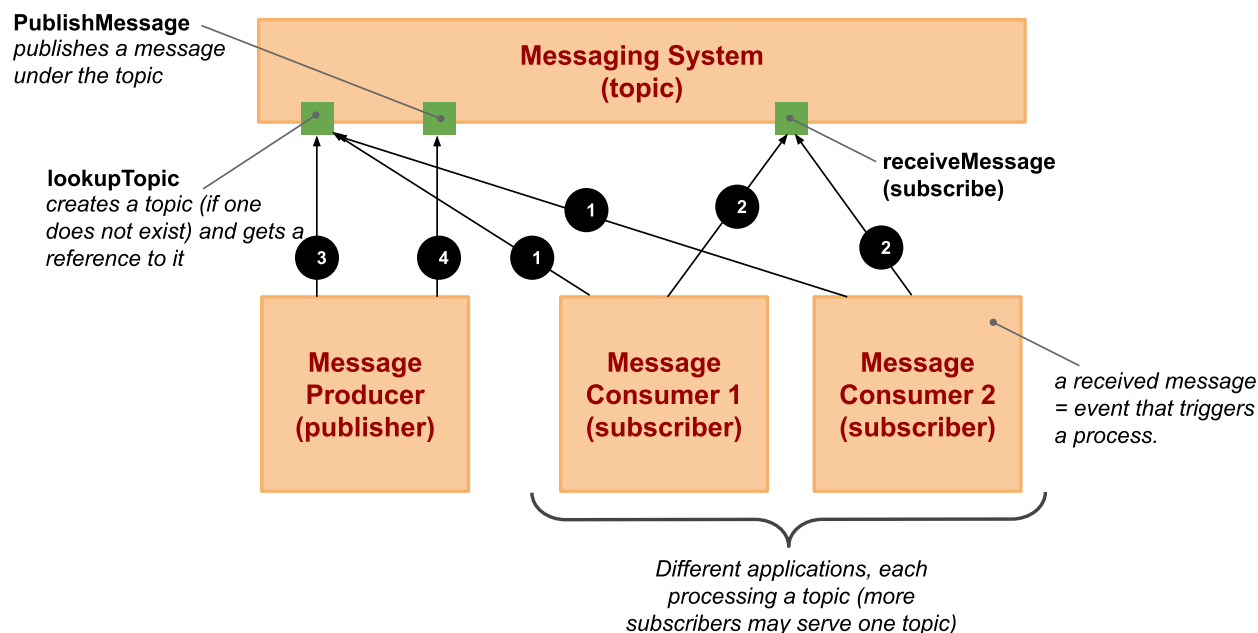 PublishMessage
publishes a message
under the topic
Messaging System
(topic)
lookupTopic
creates a topic (if one
does not exist) and gets a
reference to it
receiveMessage
(subscribe)
1
2
3
4
1
2
Message
Producer
(publisher)
Message
Consumer 1
(subscriber)
Message
Consumer 2
(subscriber)
a received message
= event that triggers
a process.
Different applications, each
processing a topic (more
subscribers may serve one topic)